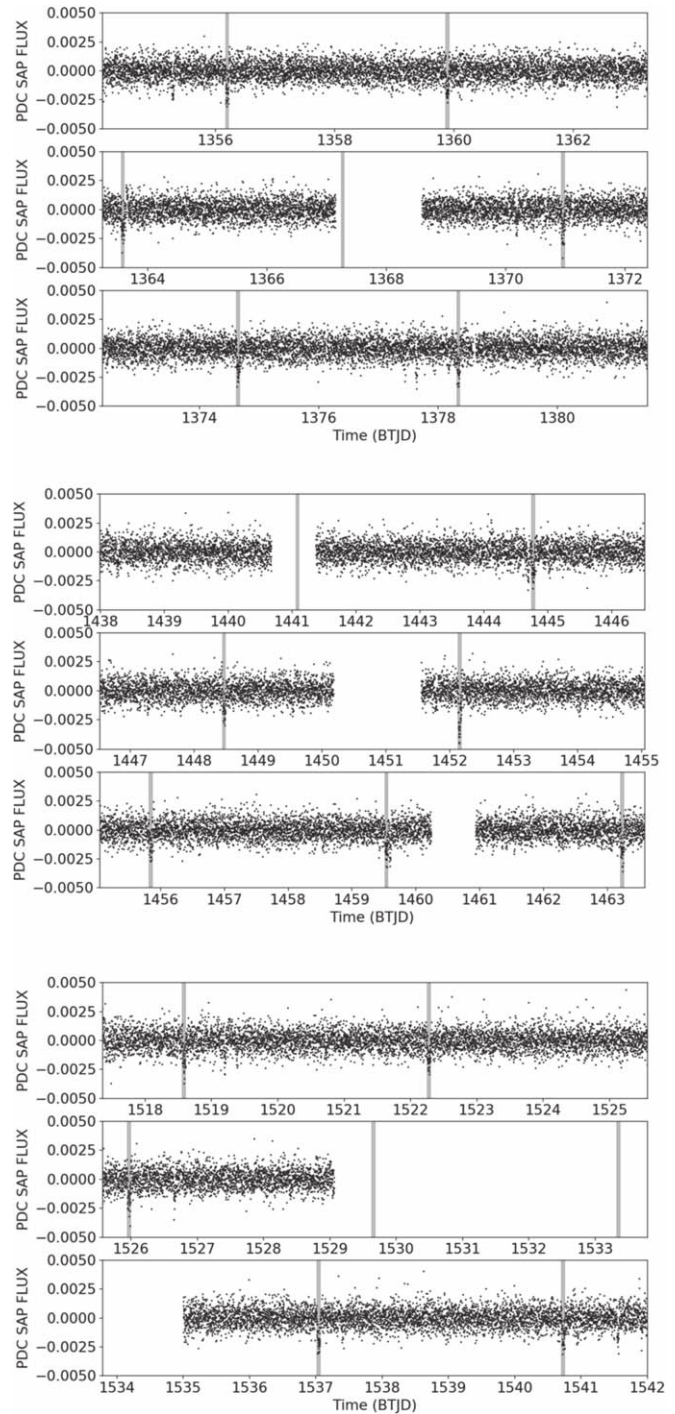 PDC SAP FLUX
0.0050
0.0025
0.0000
−0.0025
−0.0050
1356 1358 1360 1362
PDC SAP FLUX
0.0050
0.0025
0.0000
−0.0025
−0.0050
1364 1366 1368 1370 1372
PDC SAP FLUX
0.0050
0.0025
0.0000
−0.0025
−0.0050
1374 1376 1378 1380
Time (BTJD)
PDC SAP FLUX
0.0050
0.0025
0.0000
−0.0025
−0.0050
1438 1439 1440 1441 1442 1443 1444 1445 1446
PDC SAP FLUX
0.0050
0.0025
0.0000
−0.0025
−0.0050
1447 1448 1449 1450 1451 1452 1453 1454 1455
PDC SAP FLUX
0.0050
0.0025
0.0000
−0.0025
−0.0050
1456 1457 1458 1459 1460 1461 1462 1463
Time (BTJD)
PDC SAP FLUX
0.0050
0.0025
0.0000
−0.0025
−0.0050
1518 1519 1520 1521 1522 1523 1524 1525
PDC SAP FLUX
0.0050
0.0025
0.0000
−0.0025
−0.0050
1526 1527 1528 1529 1530 1531 1532 1533
PDC SAP FLUX
0.0050
0.0025
0.0000
−0.0025
−0.0050
1534 1535 1536 1537 1538 1539 1540 1541 1542
Time (BTJD)